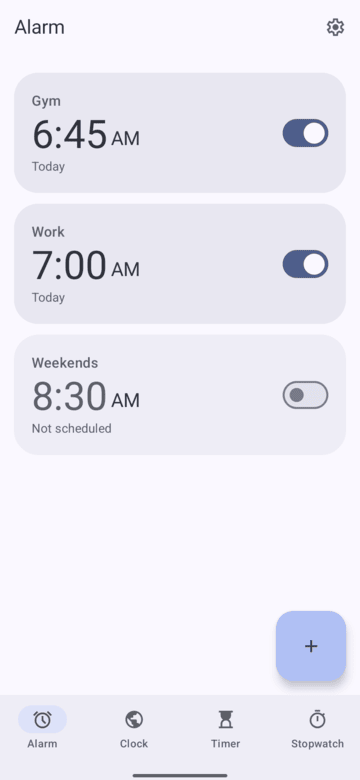 Alarm
Gym
6:45 AM
Today
Work
7:00 AM
Today
Weekends
8:30 AM
Not scheduled
+
Alarm Clock Timer Stopwatch